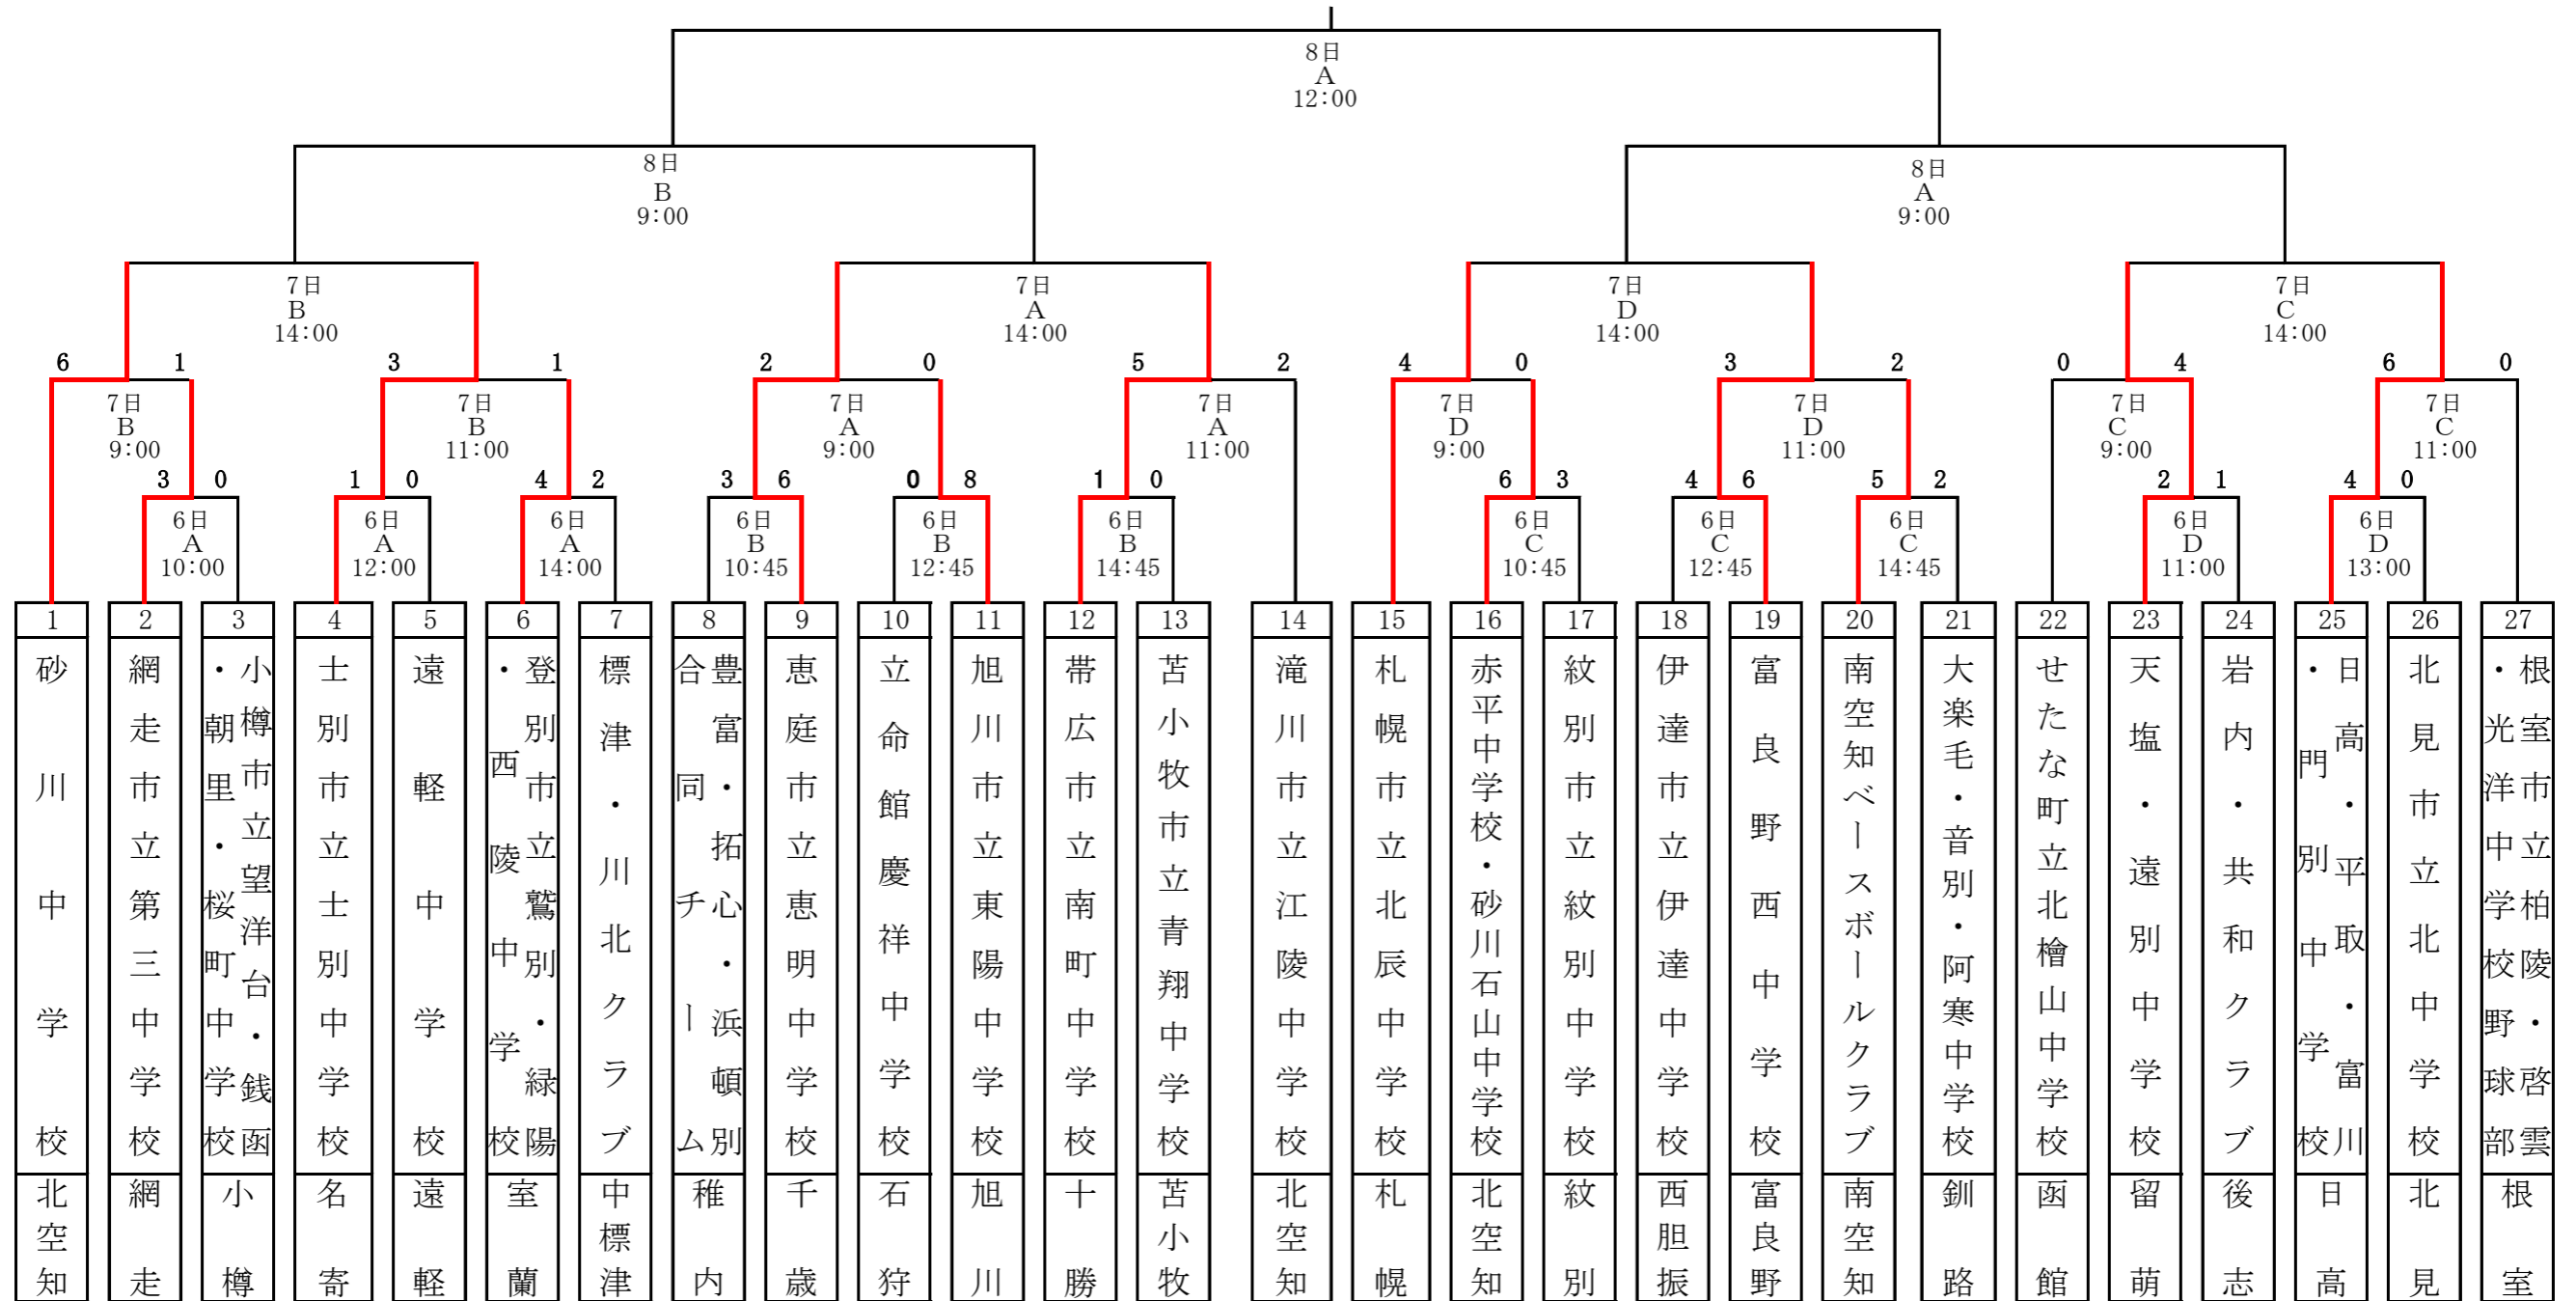 8日
A
12:00
8日
B
9:00
8日
A
9:00
7日
B
14:00
7日
A
14:00
7日
D
14:00
7日
C
14:00
6 1 3 1 2 0 5 2 4 0 3 2 0 4 6 0
7日
B
9:00
7日
B
11:00
7日
A
9:00
7日
A
11:00
7日
D
9:00
7日
D
11:00
7日
C
9:00
7日
C
11:00
3 0 1 0 4 2 3 6 0 8 1 0 6 3 4 6 5 2 2 1 4 0
6日
A
10:00
6日
A
12:00
6日
A
14:00
6日
B
10:45
6日
B
12:45
6日
B
14:45
6日
C
10:45
6日
C
12:45
6日
C
14:45
6日
D
11:00
6日
D
13:00
1
砂川中学校
北空知
2
網走市立第三中学校
網走
3
小樽市立望洋台・銭函
・朝里・桜町中学校
小樽
4
士別市立士別中学校
名寄
5
遠軽中学校
遠軽
6
登別市立鷲別・緑陽
・西陵中学校
室蘭
7
標津・川北クラブ
中標津
8
豊富・拓心・浜頓別
合同チーム
稚内
9
恵庭市立恵明中学校
千歳
10
立命館慶祥中学校
石狩
11
旭川市立東陽中学校
旭川
12
帯広市立南町中学校
十勝
13
苫小牧市立青翔中学校
苫小牧
14
滝川市立江陵中学校
北空知
15
札幌市立北辰中学校
札幌
16
赤平中学校・砂川石山中学校
北空知
17
紋別市立紋別中学校
紋別
18
伊達市立伊達中学校
西胆振
19
富良野西中学校
富良野
20
南空知ベースボールクラブ
南空知
21
大楽毛・音別・阿寒中学校
釧路
22
せたな町立北檜山中学校
函館
23
天塩・遠別中学校
留萌
24
岩内・共和クラブ
後志
25
日高・平取・富川
・門別中学校
日高
26
北見市立北中学校
北見
27
根室市立柏陵・啓雲
・光洋中学校野球部
根室